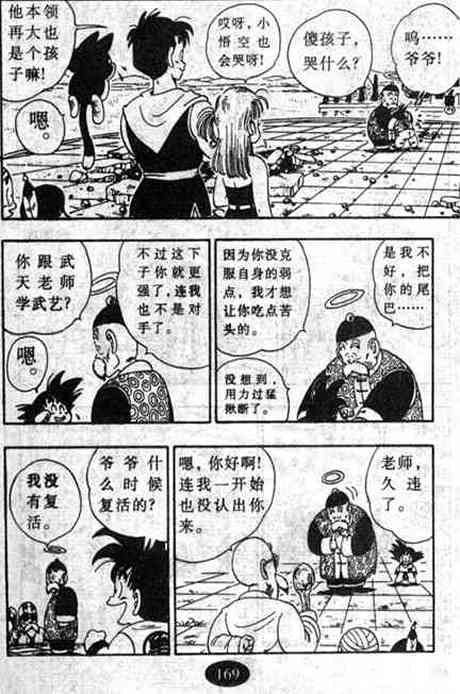 呜……
爷爷!
傻孩子,
哭什么?
哎呀,小
悟空也
会哭呀!
他本领
再大也
是个孩
子嘛!
嗯。
是我不
好,把
你的尾
巴……
因为你没克
服自身的弱
点,我才想
让你吃点苦
头的。
没想到,
用力过猛
揪断了。
不过这下
子你就更
强了,连我
也不是对
手了。
你跟武
天老师
学武艺?
嗯。
老师,
久违
了。
嗯,你好啊!
连我一开始
也没认出你
来。
爷爷什
么时候
复活的?
我没
有复
活。
169